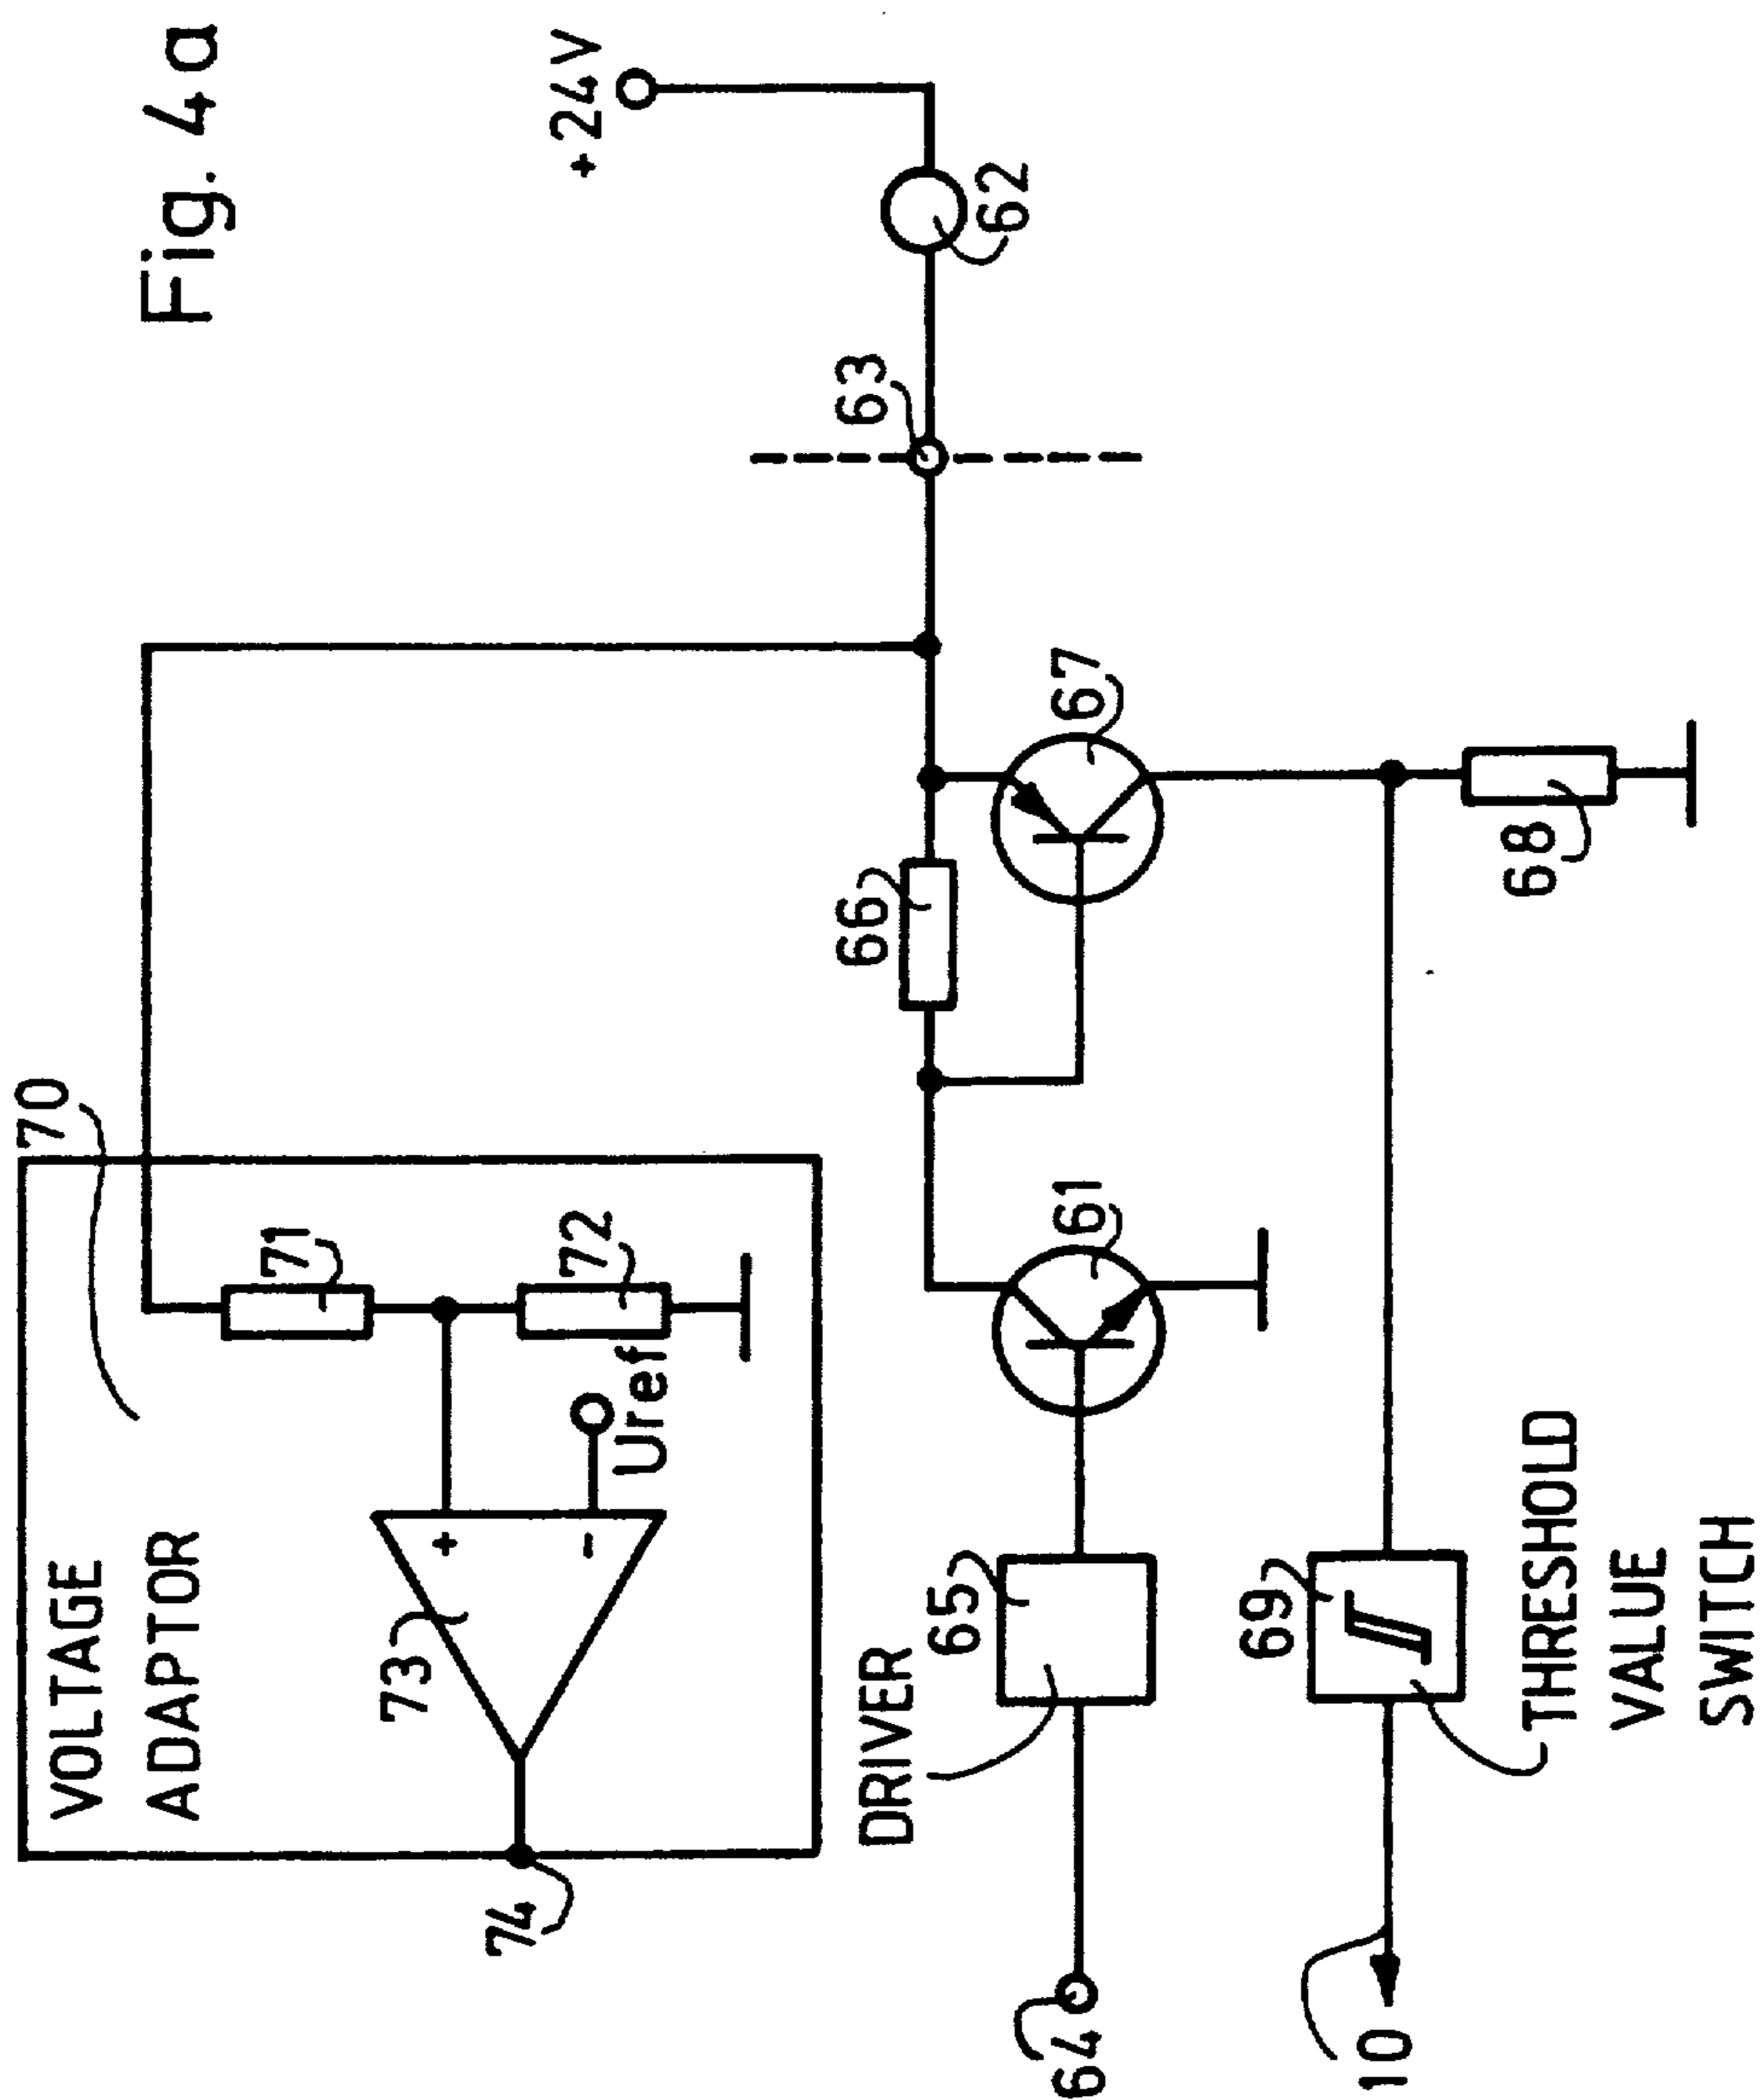 Fig. 4a
70
VOLTAGE
ADAPTOR
71
72
73
+
-
Uref
74
+24V
62
63
66
67
61
DRIVER
65
64
68
69
10
THRESHOLD
VALUE
SWITCH